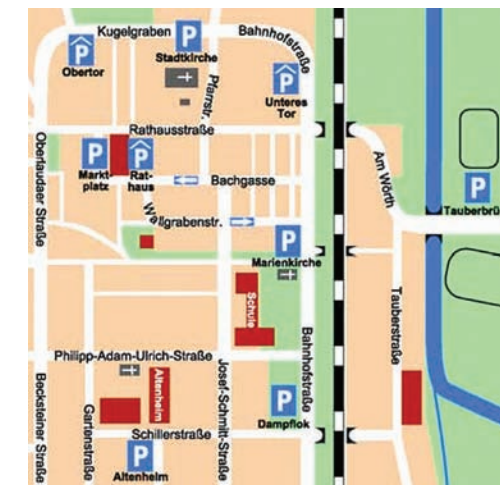 Kugelgraben
Bahnhofstraße
P
Obertor
P
Stadtkirche
Pfarrstr.
P
Unteres
Tor
Rathausstraße
Oberlaudaer Straße
P
Markt-
platz
P
Rat-
haus
Bachgasse
Am Wörth
P
Tauberbrü
Wallgrabenstr.
P
Marienkirche
Schule
Tauberstraße
Bahnhofstraße
Philipp-Adam-Ulrich-Straße
Altenheim
Josef-Schmitt-Straße
Becksteiner Straße
Gartenstraße
P
Dampflok
Schillerstraße
P
Altenheim